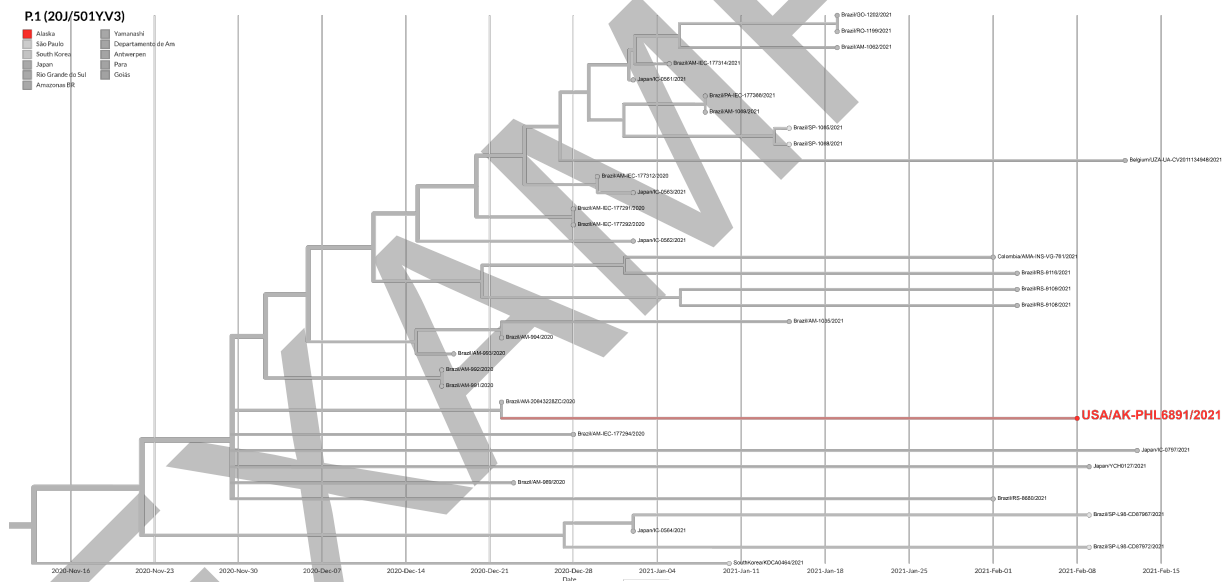 P.1 (20J/501Y.V3)
Alaska
São Paulo
South Korea
Japan
Rio Grande do Sul
Amazonas BR
Yamanashi
Departamento de Am
Antwerpen
Para
Goiás
Brazil/GO-1202/2021
Brazil/RO-1199/2021
Brazil/AM-1062/2021
Brazil/AM-IEC-177314/2021
Japan/IC-0561/2021
Brazil/PA-IEC-177366/2021
Brazil/AM-1069/2021
Brazil/SP-1065/2021
Brazil/SP-1068/2021
Belgium/UZA-UA-CV2011134948/2021
Brazil/AM-IEC-177312/2020
Japan/IC-0563/2021
Brazil/AM-IEC-177291/2020
Brazil/AM-IEC-177292/2020
Japan/IC-0562/2021
Colombia/AMA-INS-VG-761/2021
Brazil/RS-9116/2021
Brazil/RS-9109/2021
Brazil/RS-9108/2021
Brazil/AM-1035/2021
Brazil/AM-994/2020
Brazil/AM-993/2020
Brazil/AM-992/2020
Brazil/AM-991/2020
Brazil/AM-20843228ZC/2020
USA/AK-PHL6891/2021
Brazil/AM-IEC-177294/2020
Japan/IC-0797/2021
Japan/YCH0127/2021
Brazil/AM-989/2020
Brazil/RS-8680/2021
Brazil/SP-L98-CD87967/2021
Japan/IC-0564/2021
Brazil/SP-L98-CD87972/2021
SouthKorea/KDCA0464/2021
2020-Nov-16
2020-Nov-23
2020-Nov-30
2020-Dec-07
2020-Dec-14
2020-Dec-21
2020-Dec-28
2021-Jan-04
2021-Jan-11
2021-Jan-18
2021-Jan-25
2021-Feb-01
2021-Feb-08
2021-Feb-15
Date